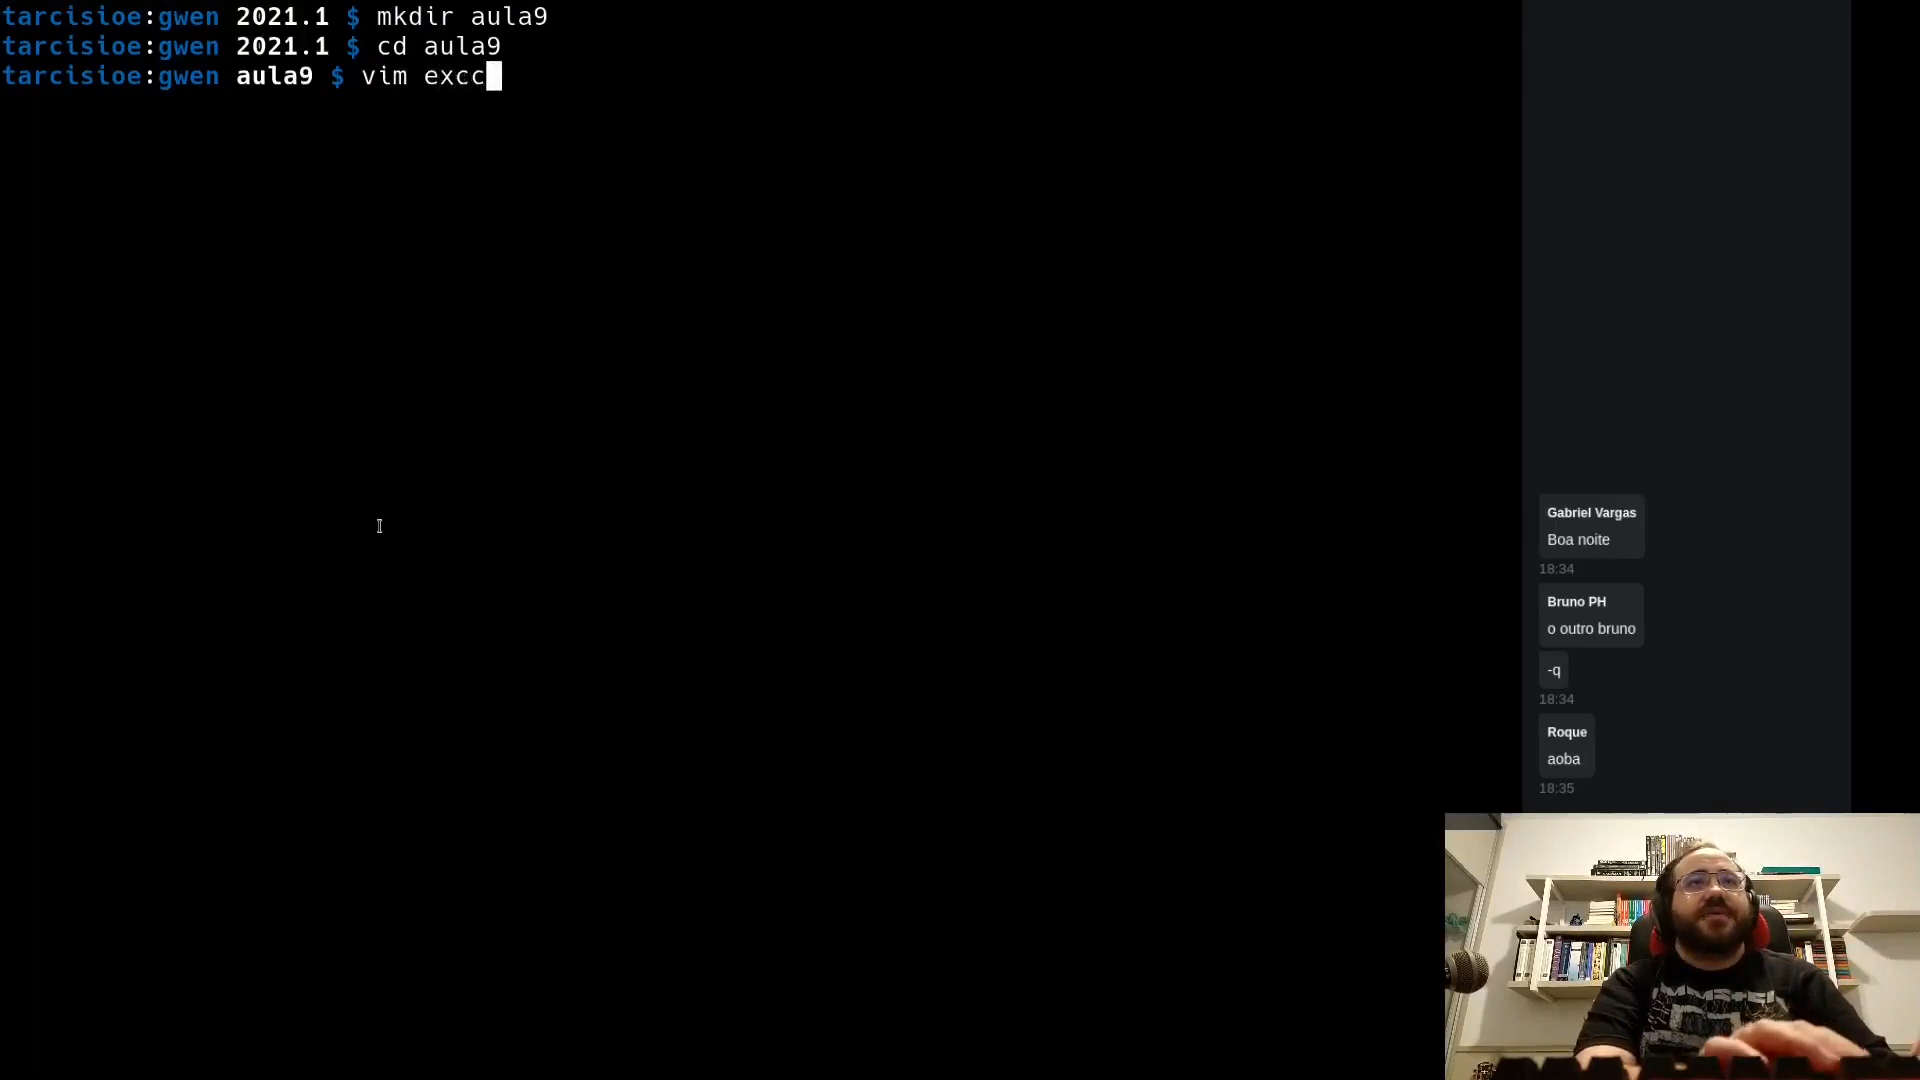 tarcisioe:gwen 2021.1 $ mkdir aula9
tarcisioe:gwen 2021.1 $ cd aula9
tarcisioe:gwen aula9 $ vim excc
Gabriel Vargas
Boa noite
18:34
Bruno PH
o outro bruno
-q
18:34
Roque
aoba
18:35